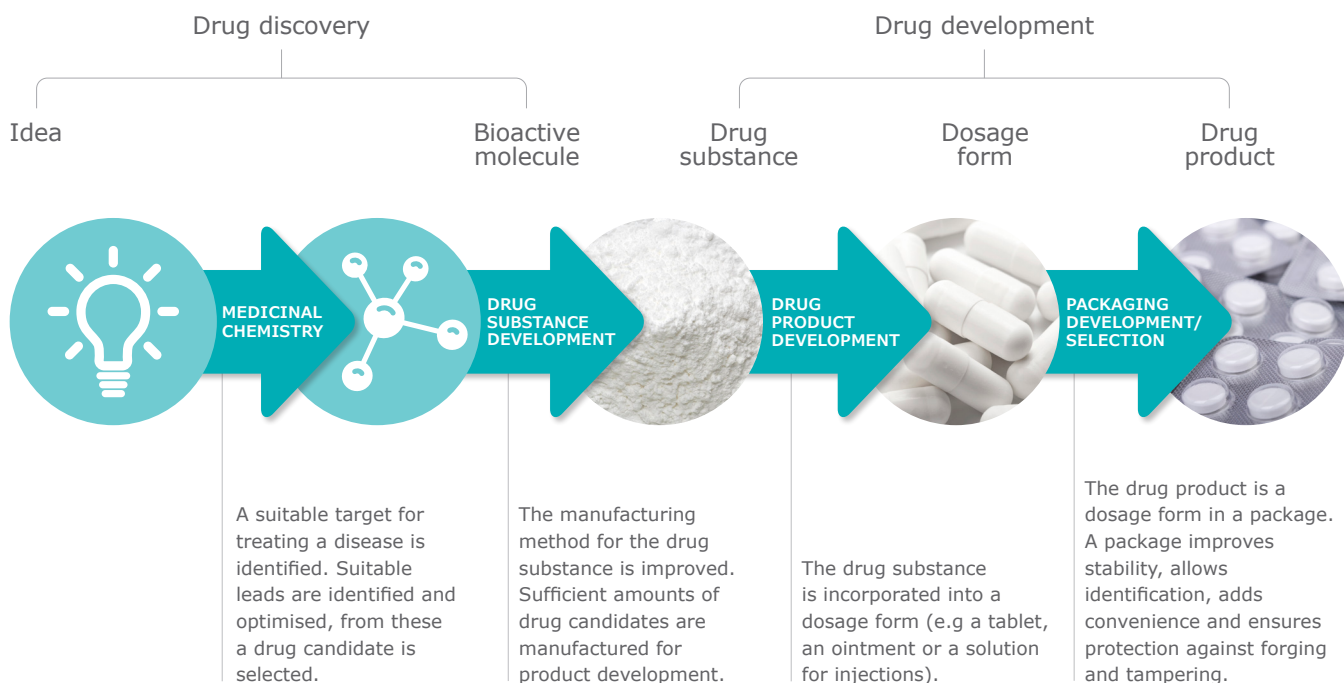 Drug discovery
Drug development
Idea
Bioactive
molecule
Drug
substance
Dosage
form
Drug
product
MEDICINAL
CHEMISTRY
DRUG
SUBSTANCE
DEVELOPMENT
DRUG
PRODUCT
DEVELOPMENT
PACKAGING
DEVELOPMENT/
SELECTION
A suitable target for
treating a disease is
identified. Suitable
leads are identified and
optimised, from these
a drug candidate is
selected.
The manufacturing
method for the drug
substance is improved.
Sufficient amounts of
drug candidates are
manufactured for
product development.
The drug substance
is incorporated into a
dosage form (e.g a tablet,
an ointment or a solution
for injections).
The drug product is a
dosage form in a package.
A package improves
stability, allows
identification, adds
convenience and ensures
protection against forging
and tampering.